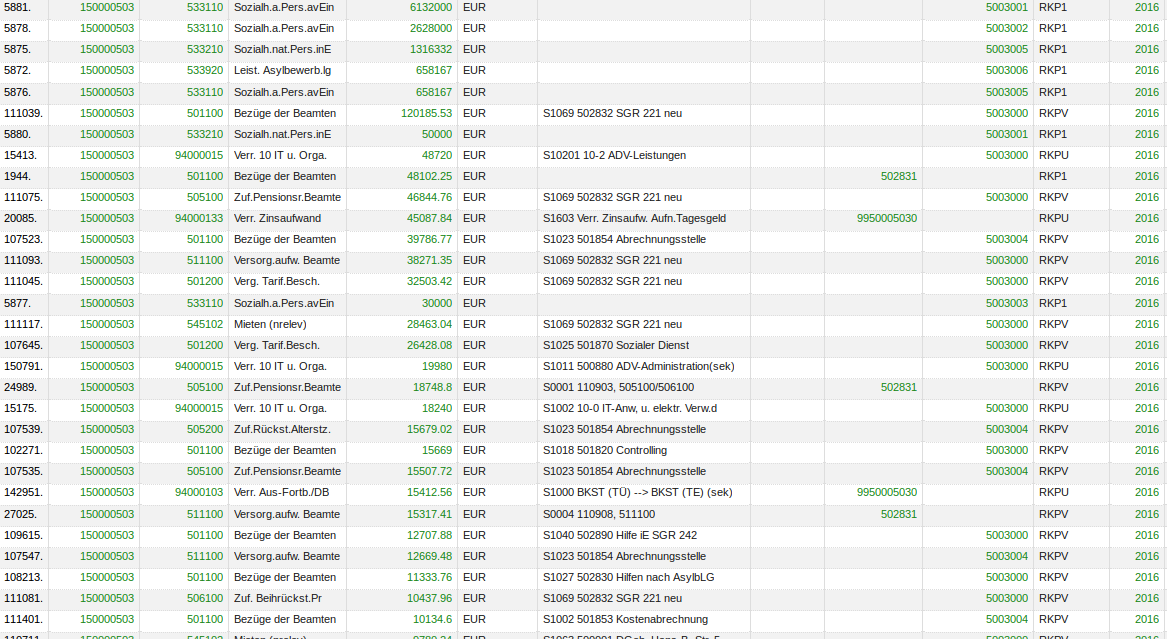 5881. 150000503 533110 Sozialh.a.Pers.avEin 6132000 EUR 5003001 RKP1 2016
5878. 150000503 533110 Sozialh.a.Pers.avEin 2628000 EUR 5003002 RKP1 2016
5875. 150000503 533210 Sozialh.nat.Pers.inE 1316332 EUR 5003005 RKP1 2016
5872. 150000503 533920 Leist. Asylbewerb.lg 658167 EUR 5003006 RKP1 2016
5876. 150000503 533110 Sozialh.a.Pers.avEin 658167 EUR 5003005 RKP1 2016
111039. 150000503 501100 Bezüge der Beamten 120185.53 EUR S1069 502832 SGR 221 neu 5003000 RKPV 2016
5880. 150000503 533210 Sozialh.nat.Pers.inE 50000 EUR 5003001 RKP1 2016
15413. 150000503 94000015 Verr. 10 IT u. Orga. 48720 EUR S10201 10-2 ADV-Leistungen 5003000 RKPU 2016
1944. 150000503 501100 Bezüge der Beamten 48102.25 EUR 502831 RKP1 2016
111075. 150000503 505100 Zuf.Pensionsr.Beamte 46844.76 EUR S1069 502832 SGR 221 neu 5003000 RKPV 2016
20085. 150000503 94000133 Verr. Zinsaufwand 45087.84 EUR S1603 Verr. Zinsaufw. Aufn.Tagesgeld 9950005030 RKPU 2016
107523. 150000503 501100 Bezüge der Beamten 39786.77 EUR S1023 501854 Abrechnungsstelle 5003004 RKPV 2016
111093. 150000503 511100 Versorg.aufw. Beamte 38271.35 EUR S1069 502832 SGR 221 neu 5003000 RKPV 2016
111045. 150000503 501200 Verg. Tarif.Besch. 32503.42 EUR S1069 502832 SGR 221 neu 5003000 RKPV 2016
5877. 150000503 533110 Sozialh.a.Pers.avEin 30000 EUR 5003003 RKP1 2016
111117. 150000503 545102 Mieten (nrelev) 28463.04 EUR S1069 502832 SGR 221 neu 5003000 RKPV 2016
107645. 150000503 501200 Verg. Tarif.Besch. 26428.08 EUR S1025 501870 Sozialer Dienst 5003000 RKPV 2016
150791. 150000503 94000015 Verr. 10 IT u. Orga. 19980 EUR S1011 500880 ADV-Administration(sek) 5003000 RKPU 2016
24989. 150000503 505100 Zuf.Pensionsr.Beamte 18748.8 EUR S0001 110903, 505100/506100 502831 RKPV 2016
15175. 150000503 94000015 Verr. 10 IT u. Orga. 18240 EUR S1002 10-0 IT-Anw, u. elektr. Verw.d 5003000 RKPU 2016
107539. 150000503 505200 Zuf.Rückst.Alterstz. 15679.02 EUR S1023 501854 Abrechnungsstelle 5003004 RKPV 2016
102271. 150000503 501100 Bezüge der Beamten 15669 EUR S1018 501820 Controlling 5003000 RKPV 2016
107535. 150000503 505100 Zuf.Pensionsr.Beamte 15507.72 EUR S1023 501854 Abrechnungsstelle 5003004 RKPV 2016
142951. 150000503 94000103 Verr. Aus-Fortb./DB 15412.56 EUR S1000 BKST (TÜ) --> BKST (TE) (sek) 9950005030 RKPU 2016
27025. 150000503 511100 Versorg.aufw. Beamte 15317.41 EUR S0004 110908, 511100 502831 RKPV 2016
109615. 150000503 501100 Bezüge der Beamten 12707.88 EUR S1040 502890 Hilfe iE SGR 242 5003000 RKPV 2016
107547. 150000503 511100 Versorg.aufw. Beamte 12669.48 EUR S1023 501854 Abrechnungsstelle 5003004 RKPV 2016
108213. 150000503 501100 Bezüge der Beamten 11333.76 EUR S1027 502830 Hilfen nach AsylbLG 5003000 RKPV 2016
111081. 150000503 506100 Zuf. Beihrückst.Pr 10437.96 EUR S1069 502832 SGR 221 neu 5003000 RKPV 2016
111401. 150000503 501100 Bezüge der Beamten 10134.6 EUR S1002 501853 Kostenabrechnung 5003004 RKPV 2016